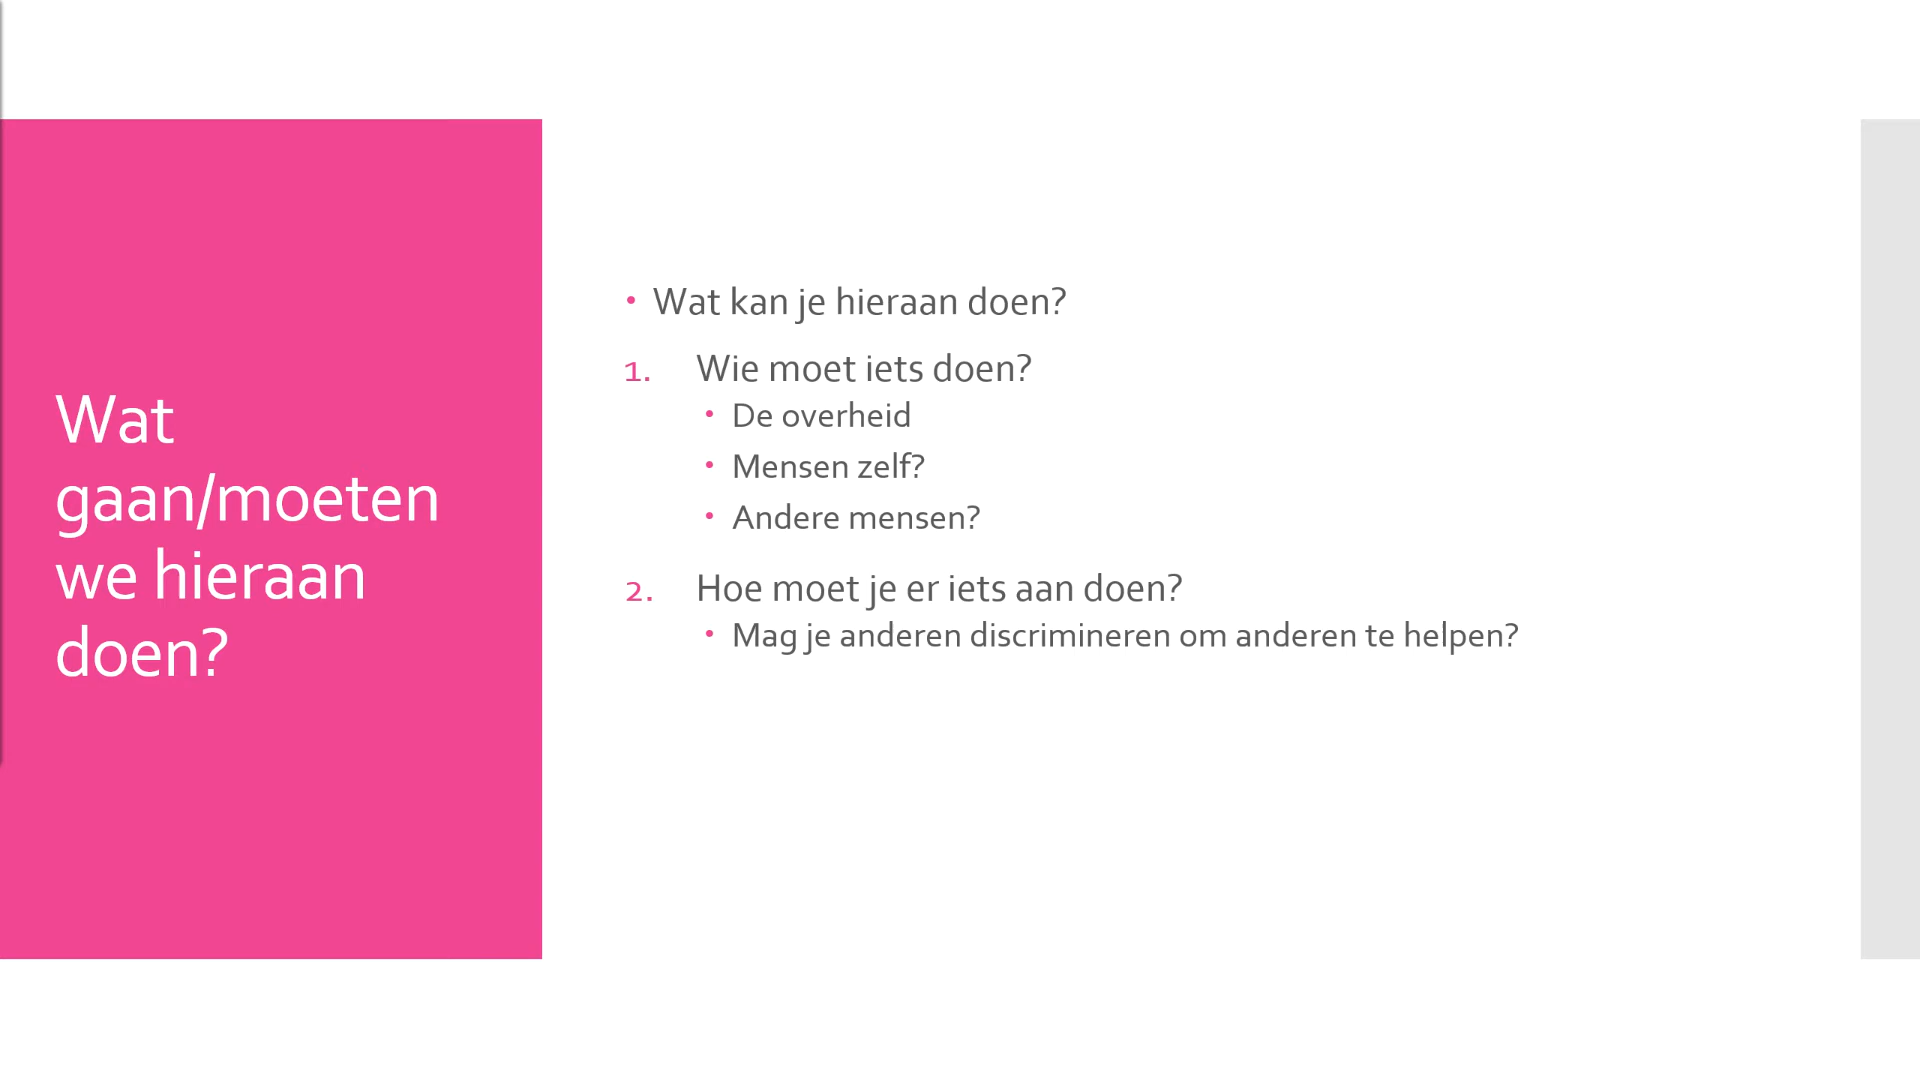 Wat
gaan/moeten
we hieraan
doen?
• Wat kan je hieraan doen?
1. Wie moet iets doen?
• De overheid
• Mensen zelf?
• Andere mensen?
2. Hoe moet je er iets aan doen?
• Mag je anderen discrimineren om anderen te helpen?